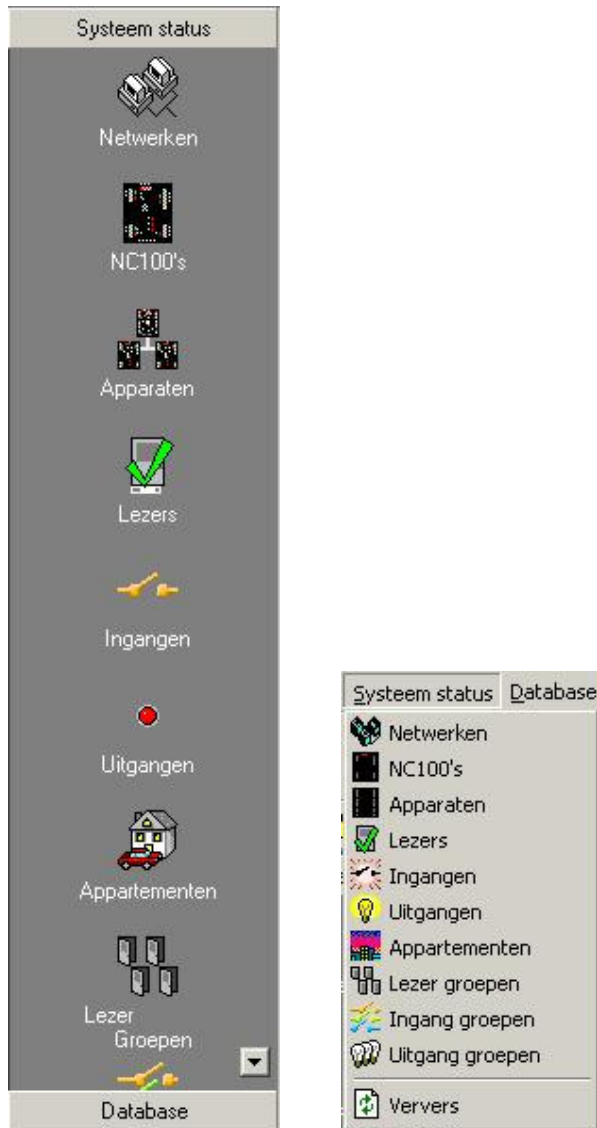 Systeem status
Netwerken
NC100's
Apparaten
Lezers
Ingangen
Uitgangen
Appartementen
Lezer
Groepen
Database
Systeem status Database
Netwerken
NC100's
Apparaten
Lezers
Ingangen
Uitgangen
Appartementen
Lezer groepen
Ingang groepen
Uitgang groepen
Ververs